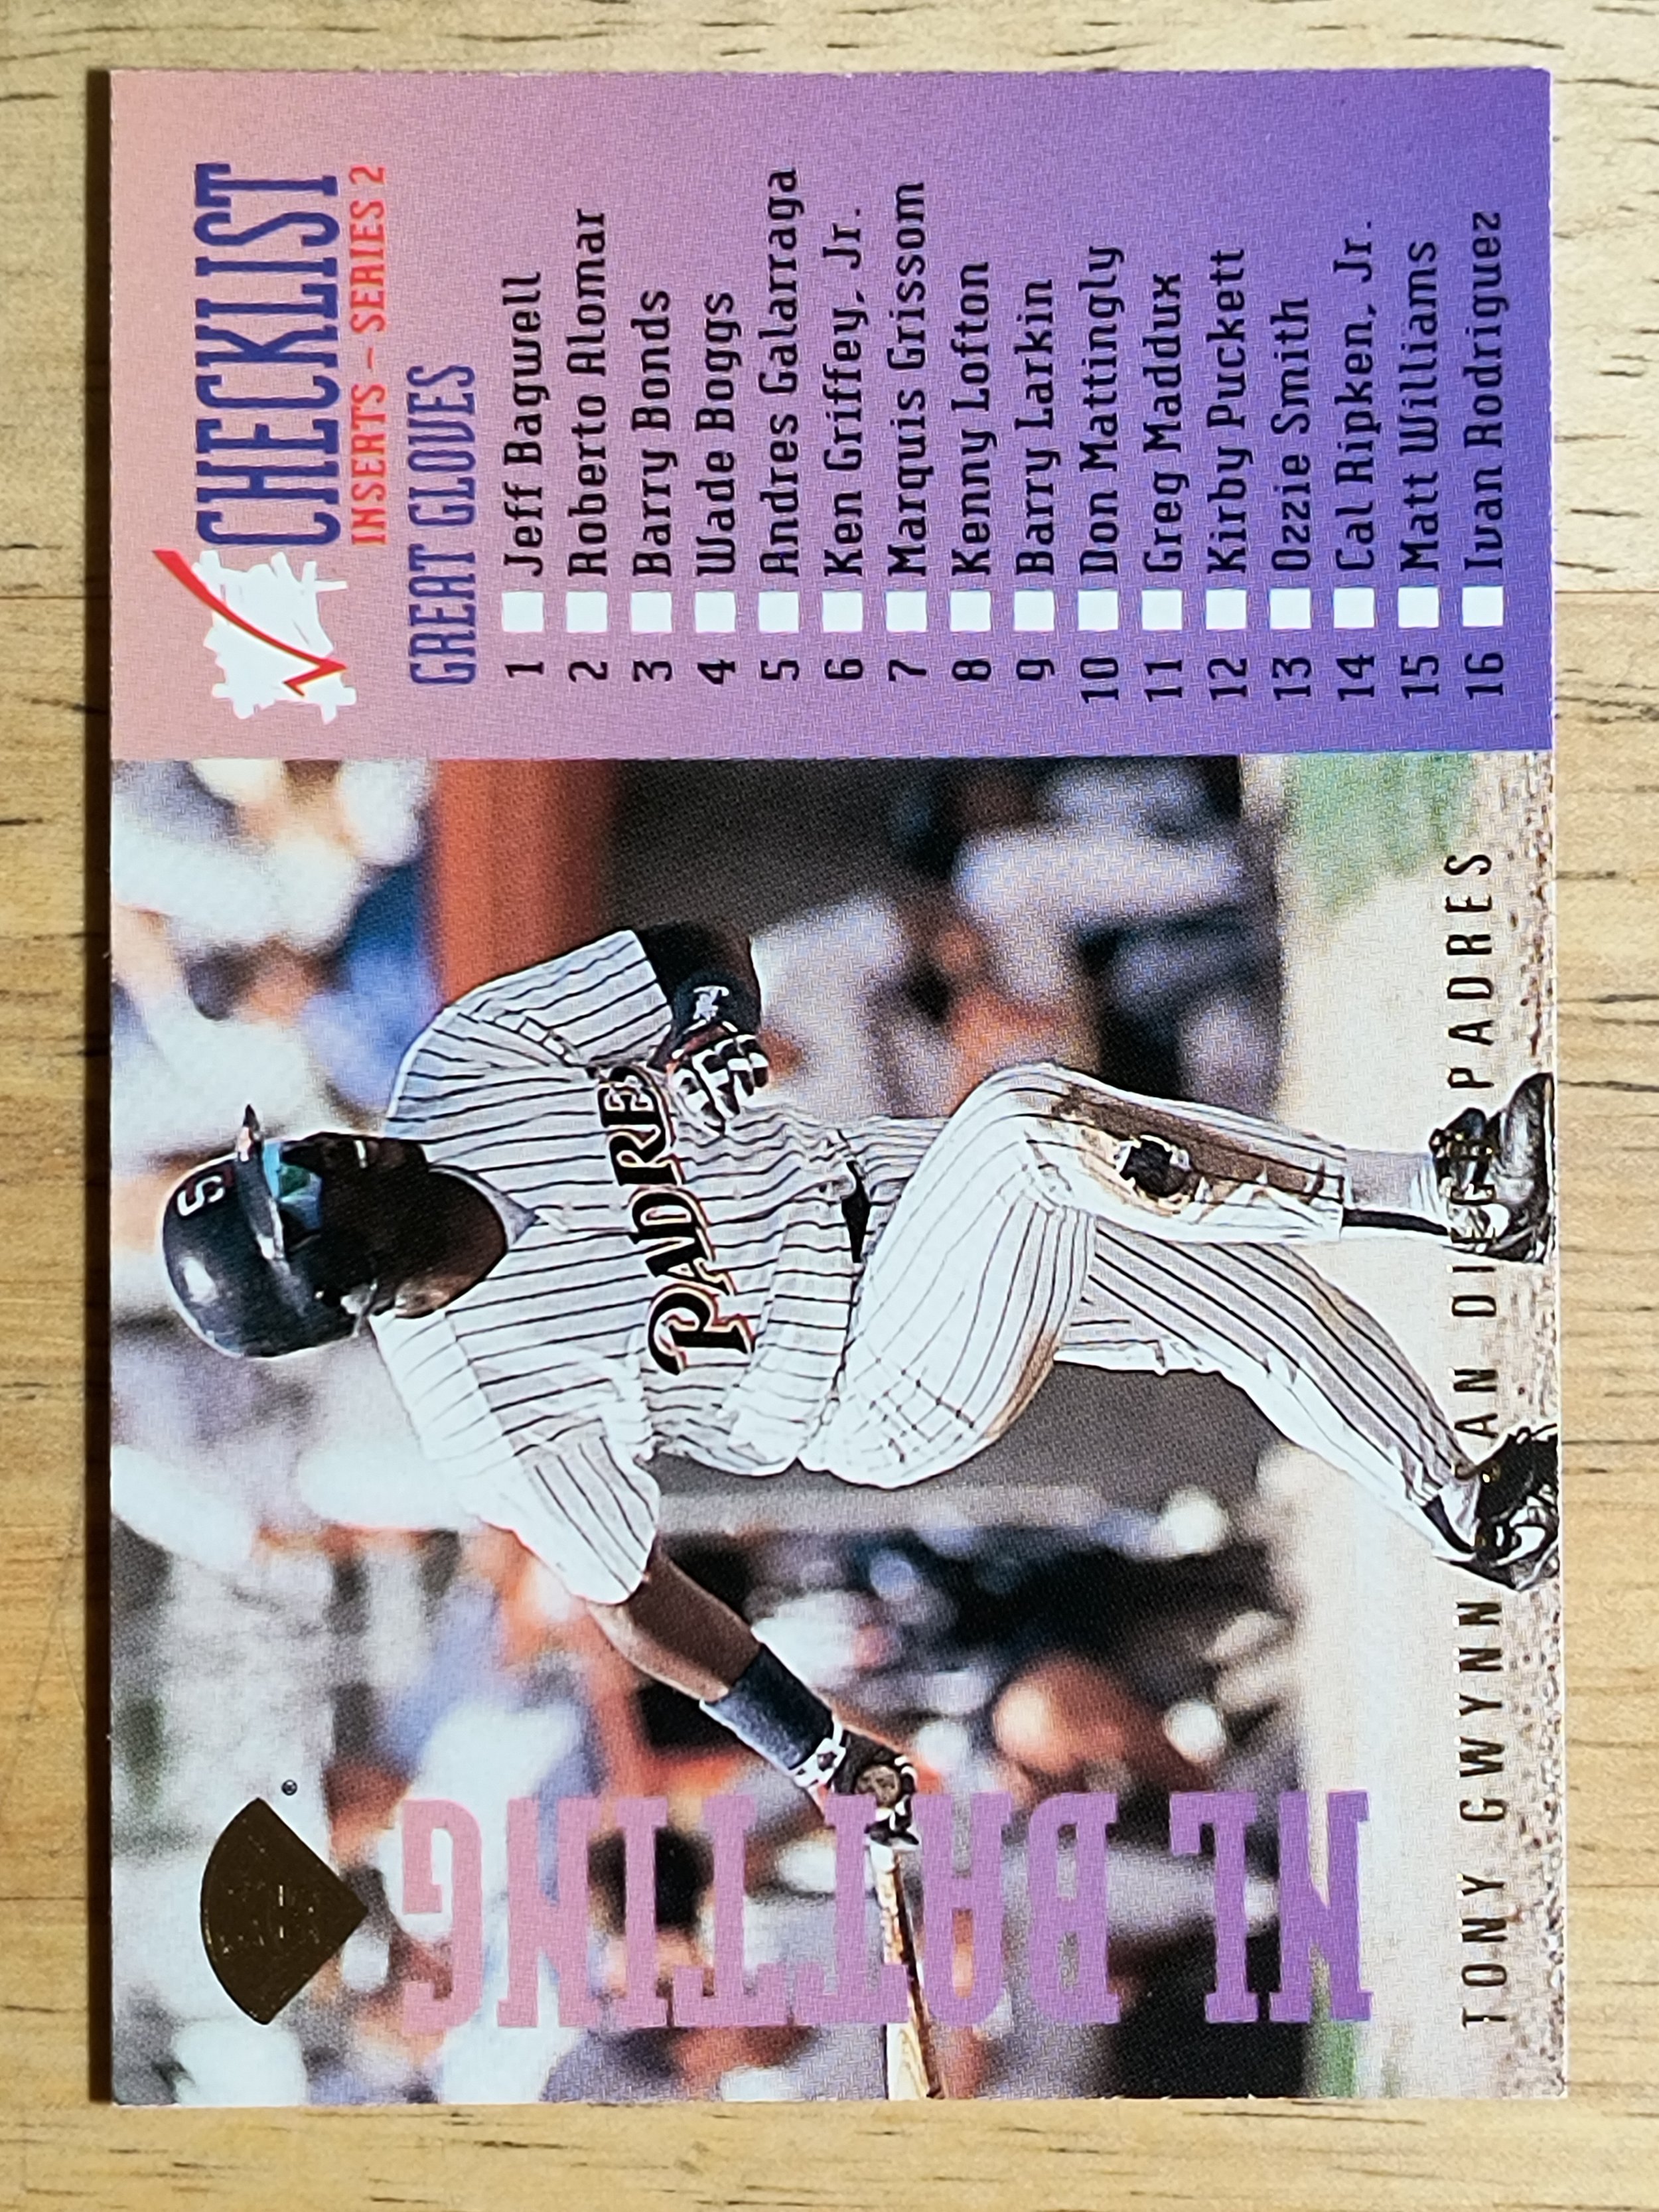 NL BATTING
TONY GWYNN SAN DIEGO PADRES
PADRES
CHECKLIST
INSERTS – SERIES 2
GREAT GLOVES
1 Jeff Bagwell
2 Roberto Alomar
3 Barry Bonds
4 Wade Boggs
5 Andres Galarraga
6 Ken Griffey, Jr.
7 Marquis Grissom
8 Kenny Lofton
9 Barry Larkin
10 Don Mattingly
11 Greg Maddux
12 Kirby Puckett
13 Ozzie Smith
14 Cal Ripken, Jr.
15 Matt Williams
16 Ivan Rodriguez